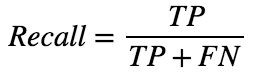 Recall = TP / (TP + FN)